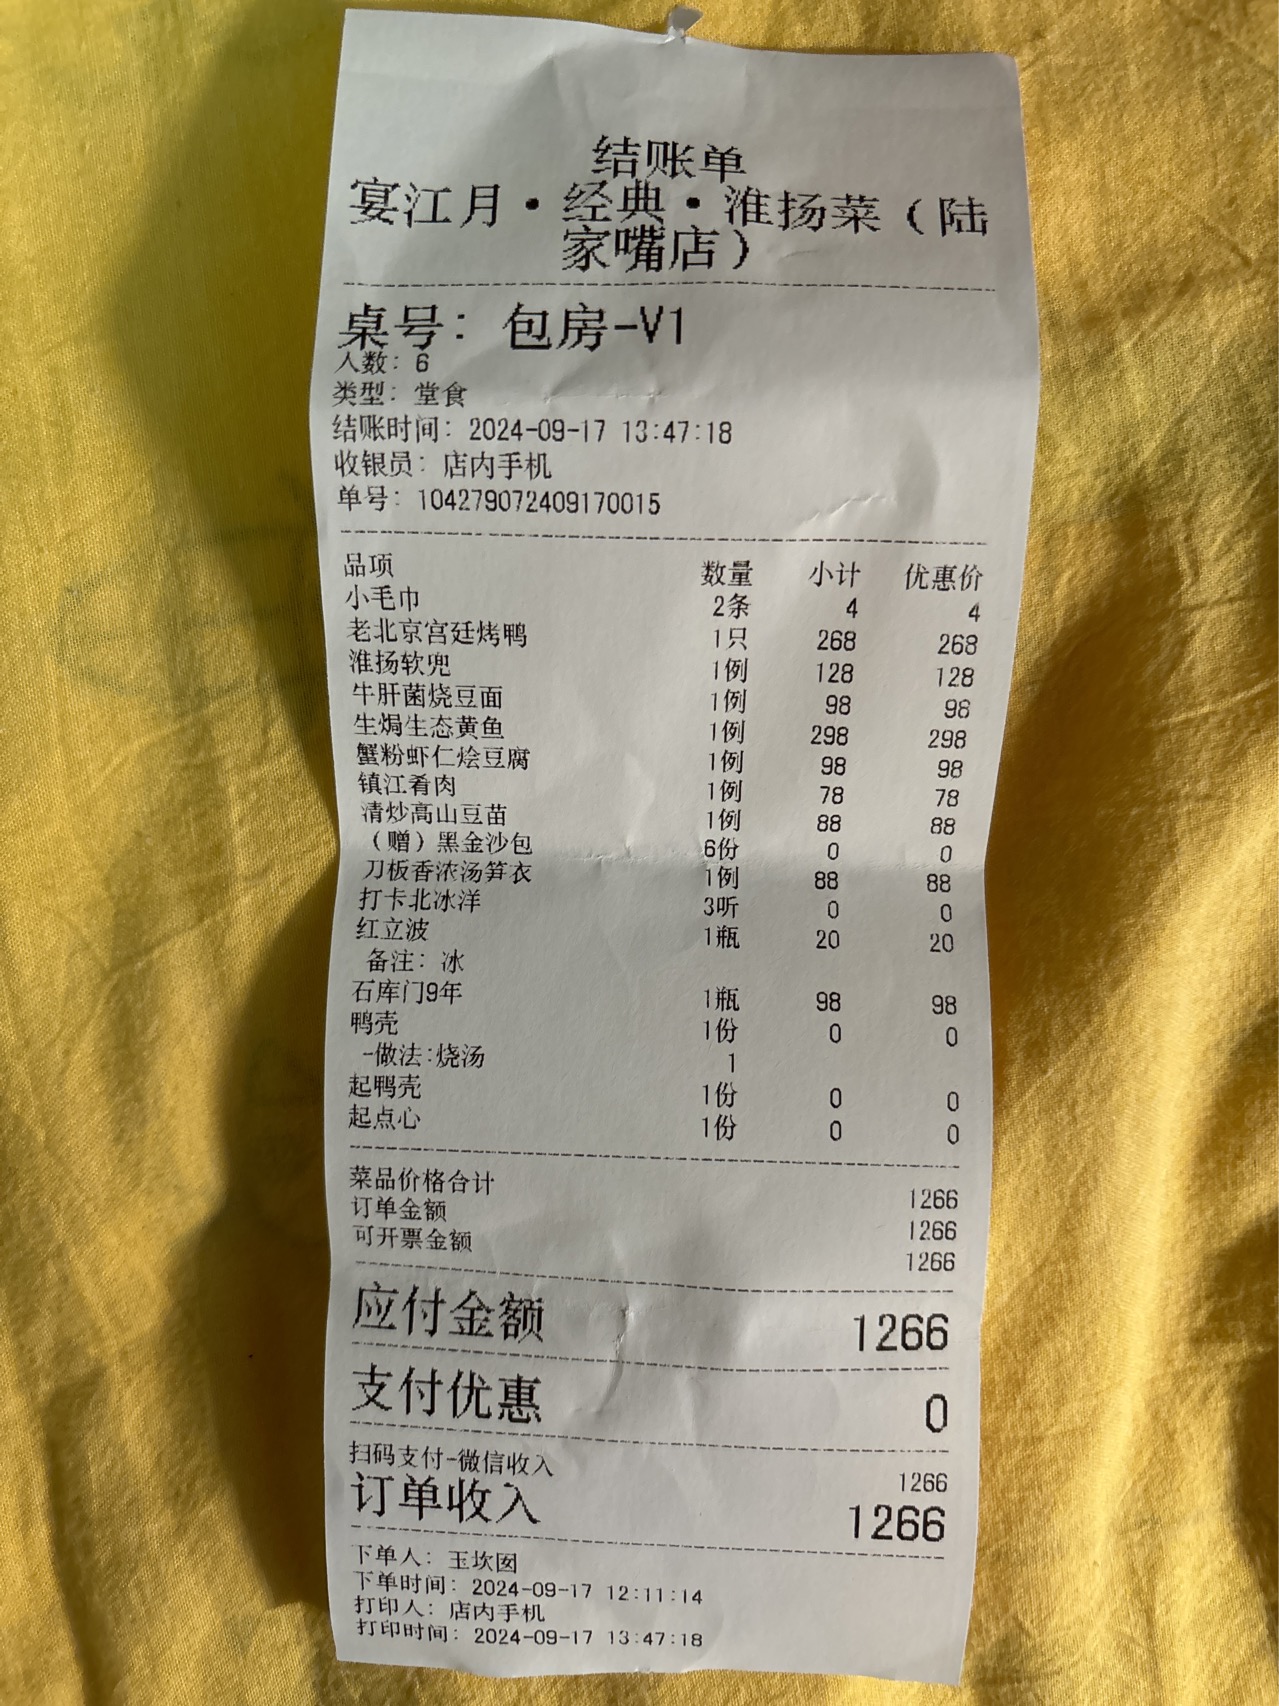 结账单
宴江月·经典·淮扬菜（陆
家嘴店）
桌号： 包房-V1
人数：6
类型：堂食
结账时间：2024-09-17 13:47:18
收银员：店内手机
单号：104279072409170015
品项 数量 小计 优惠价
小毛巾 2条 4 4
老北京宫廷烤鸭 1只 268 268
淮扬软兜 1例 128 128
牛肝菌烧豆面 1例 98 98
生焗生态黄鱼 1例 298 298
蟹粉虾仁烩豆腐 1例 98 98
镇江肴肉 1例 78 78
清炒高山豆苗 1例 88 88
（赠）黑金沙包 6份 0 0
刀板香浓汤笋衣 1例 88 88
打卡北冰洋 3听 0 0
红立波 1瓶 20 20
备注：冰
石库门9年 1瓶 98 98
鸭壳 1份 0 0
-做法:烧汤 1
起鸭壳 1份 0 0
起点心 1份 0 0
菜品价格合计 1266
订单金额 1266
可开票金额 1266
应付金额 1266
支付优惠 0
扫码支付-微信收入 1266
订单收入 1266
下单人：玉坎囡
下单时间：2024-09-17 12:11:14
打印人：店内手机
打印时间：2024-09-17 13:47:18